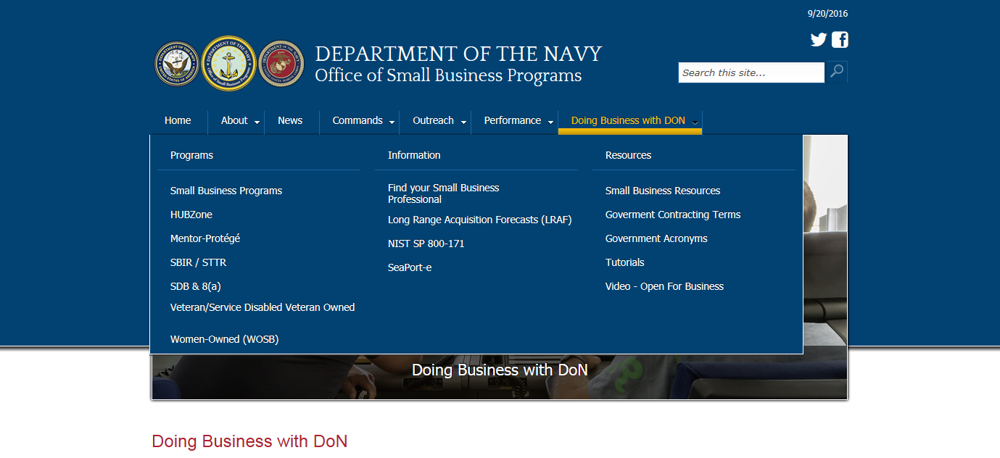 9/20/2016
DEPARTMENT OF THE NAVY
Office of Small Business Programs
Search this site...
Home
About
News
Commands
Outreach
Performance
Doing Business with DON
Programs
Small Business Programs
HUBZone
Mentor-Protégé
SBIR / STTR
SDB & 8(a)
Veteran/Service Disabled Veteran Owned
Women-Owned (WOSB)
Information
Find your Small Business
Professional
Long Range Acquisition Forecasts (LRAF)
NIST SP 800-171
SeaPort-e
Resources
Small Business Resources
Goverment Contracting Terms
Government Acronyms
Tutorials
Video - Open For Business
Doing Business with DoN
Doing Business with DoN